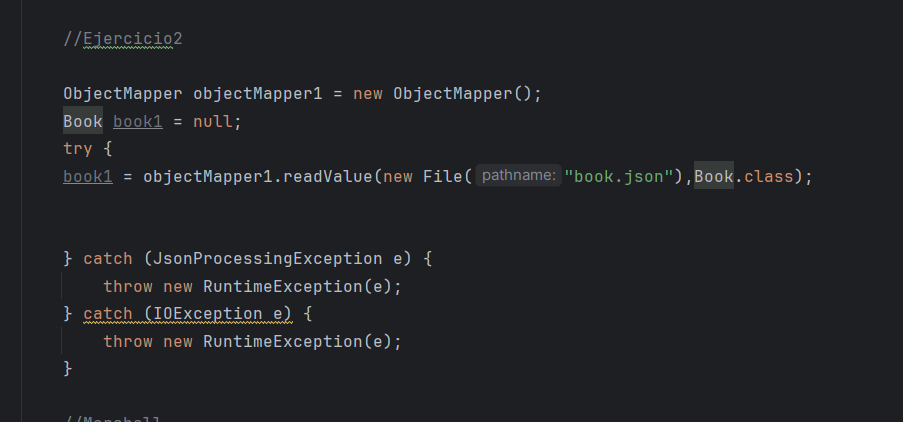 //Ejercicio2
ObjectMapper objectMapper1 = new ObjectMapper();
Book book1 = null;
try {
book1 = objectMapper1.readValue(new File( pathname: "book.json"),Book.class);
} catch (JsonProcessingException e) {
throw new RuntimeException(e);
} catch (IOException e) {
throw new RuntimeException(e);
}